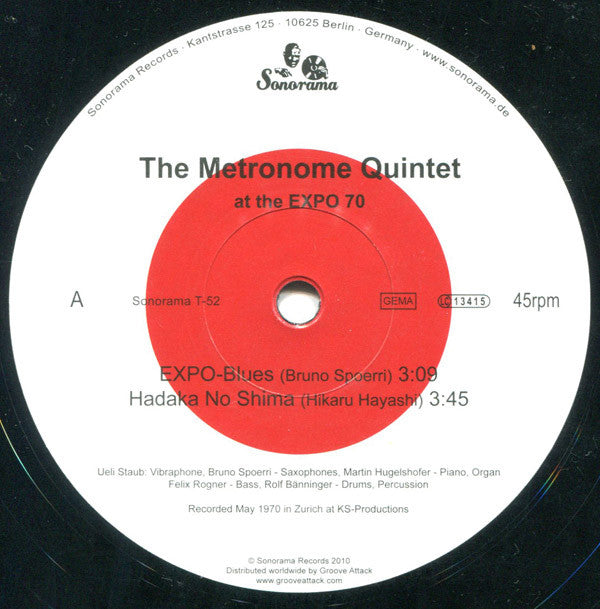 Sonorama Records · Kantstrasse 125 · 10625 Berlin · Germany · www.sonorama.de
Sonorama
The Metronome Quintet
at the EXPO 70
A Sonorama T-52 GEMA LC 13415 45rpm
EXPO-Blues (Bruno Spoerri) 3:09
Hadaka No Shima (Hikaru Hayashi) 3:45
Ueli Staub: Vibraphone, Bruno Spoerri - Saxophones, Martin Hugelshofer - Piano, Organ
Felix Rogner - Bass, Rolf Bänninger - Drums, Percussion
Recorded May 1970 in Zurich at KS-Productions
© Sonorama Records 2010
Distributed worldwide by Groove Attack
www.grooveattack.com